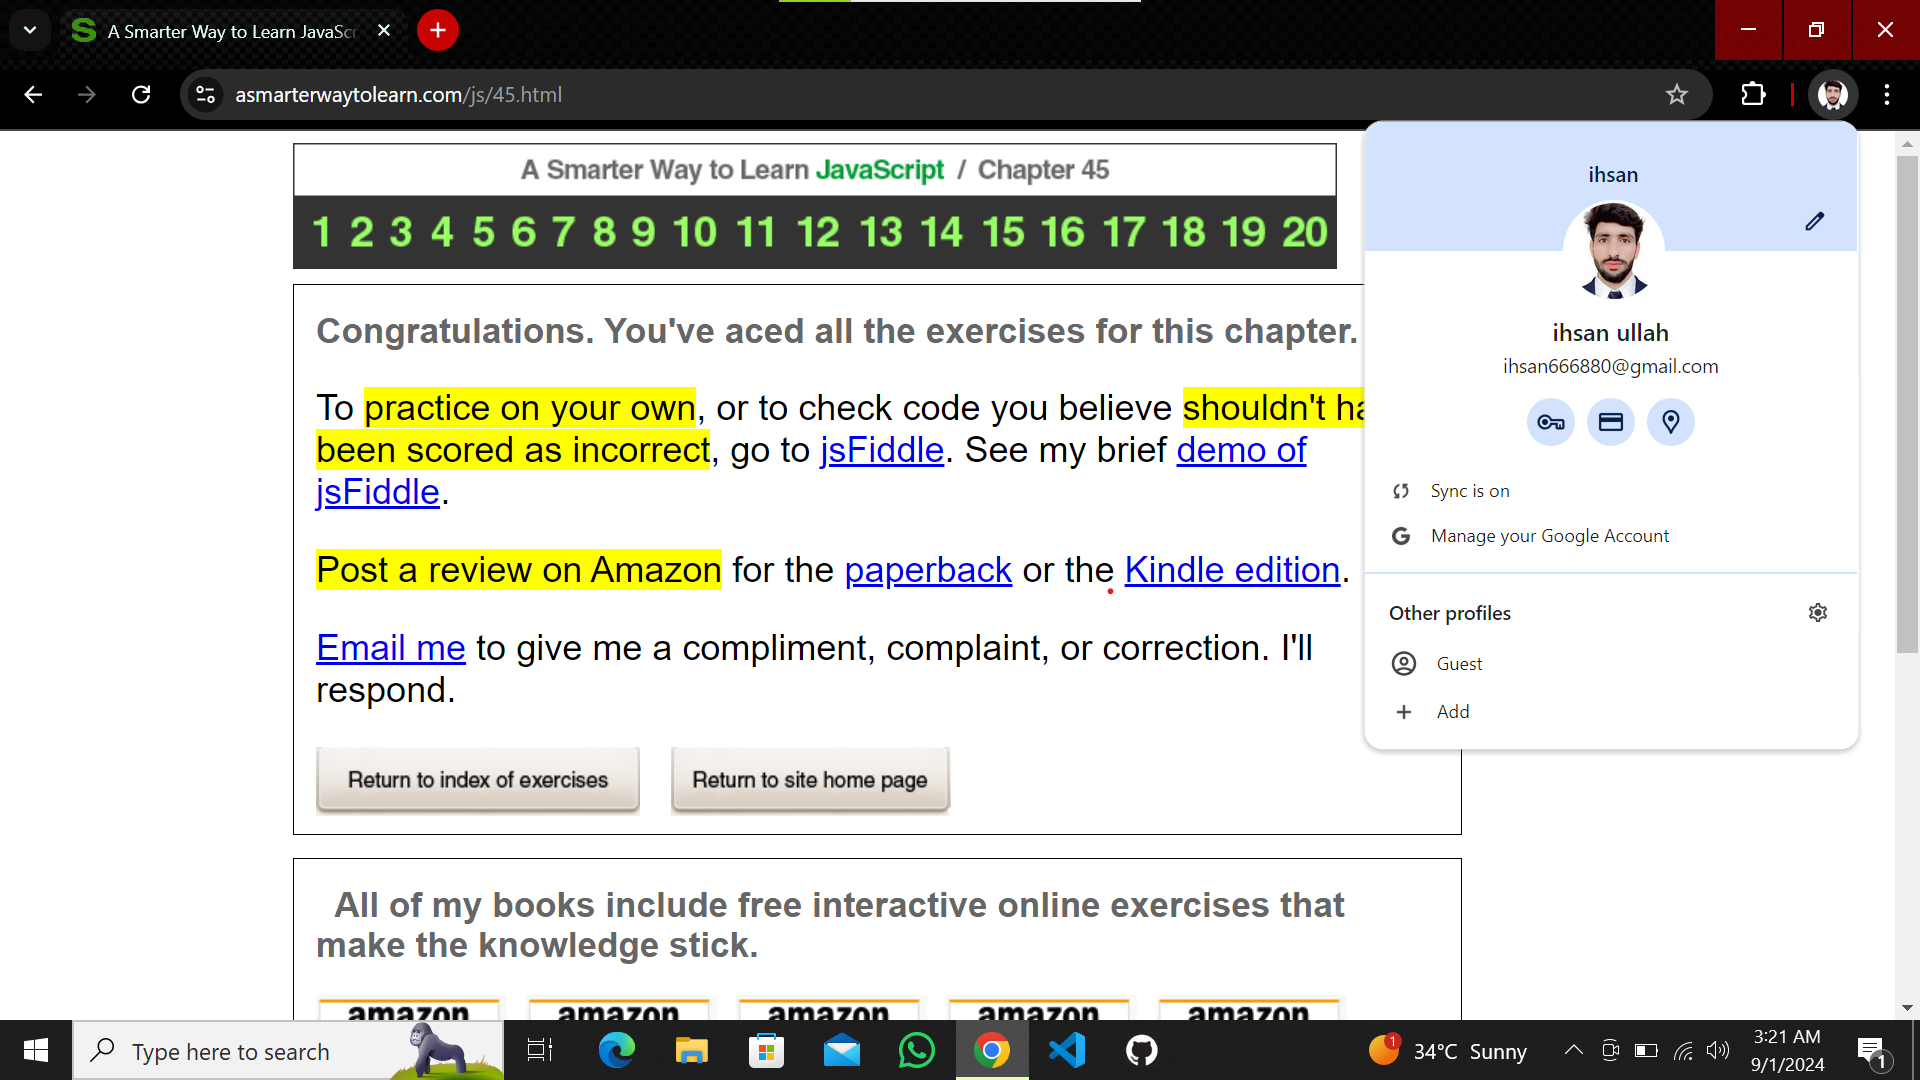 A Smarter Way to Learn JavaScr
asmarterwaytolearn.com/js/45.html
A Smarter Way to Learn JavaScript / Chapter 45
1 2 3 4 5 6 7 8 9 10 11 12 13 14 15 16 17 18 19 20
Congratulations. You've aced all the exercises for this chapter.
To practice on your own, or to check code you believe shouldn't ha
been scored as incorrect, go to jsFiddle. See my brief demo of
jsFiddle.
Post a review on Amazon for the paperback or the Kindle edition.
Email me to give me a compliment, complaint, or correction. I'll
respond.
Return to index of exercises
Return to site home page
All of my books include free interactive online exercises that
make the knowledge stick.
amazon amazon amazon amazon amazon
ihsan
ihsan ullah
ihsan666880@gmail.com
Sync is on
Manage your Google Account
Other profiles
Guest
Add
Type here to search
1
34°C Sunny
3:21 AM
9/1/2024
1